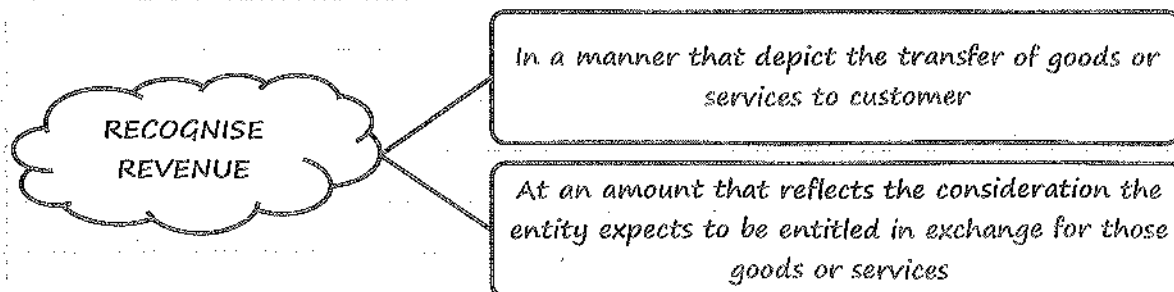 RECOGNISE
REVENUE
In a manner that depict the transfer of goods or
services to customer
At an amount that reflects the consideration the
entity expects to be entitled in exchange for those
goods or services